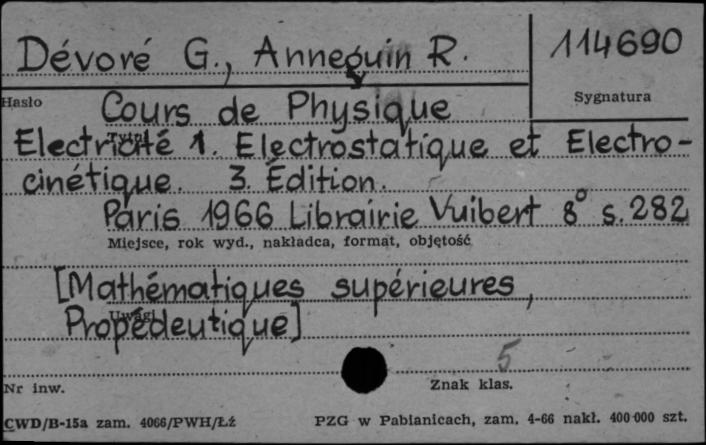 Dévoré G., Annequin R.
114690
Hasło
Sygnatura
Cours de Physique
Tytuł
Electricité 1. Electrostatique et Electro-
cinétique. 3. Édition.
Paris 1966 Librairie Vuibert 8° s. 282
Miejsce, rok wyd., nakładca, format, objętość
[Mathématiques supérieures,
Uwagi
Propédeutique]
5
Nr inw.
Znak klas.
CWD/B-15a zam. 4066/PWH/Łź
PZG w Pabianicach, zam. 4-66 nakł. 400 000 szt.